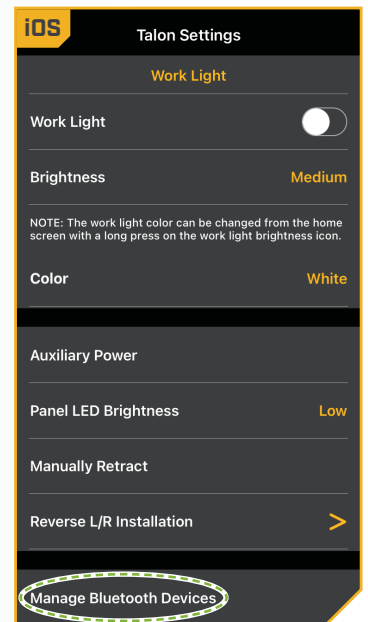 iOS
Talon Settings
Work Light
Work Light
Brightness Medium
NOTE: The work light color can be changed from the home
screen with a long press on the work light brightness icon.
Color White
Auxiliary Power
Panel LED Brightness Low
Manually Retract
Reverse L/R Installation >
Manage Bluetooth Devices